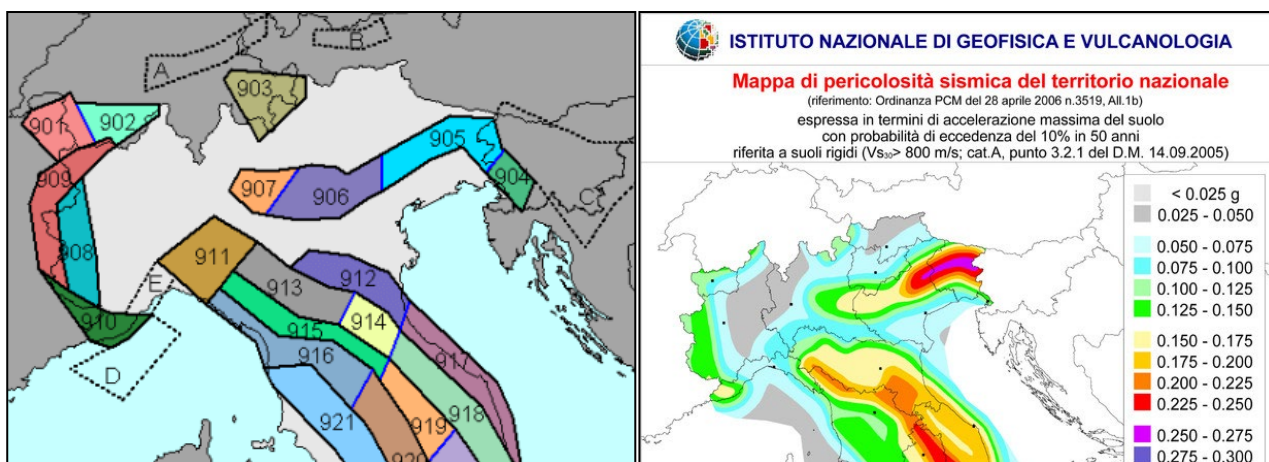 A
B
903
901
902
905
909
904
907
906
C
908
911
E
912
913
914
910
915
917
916
D
921
919
918
920
ISTITUTO NAZIONALE DI GEOFISICA E VULCANOLOGIA
Mappa di pericolosità sismica del territorio nazionale
(riferimento: Ordinanza PCM del 28 aprile 2006 n.3519, All.1b)
espressa in termini di accelerazione massima del suolo
con probabilità di eccedenza del 10% in 50 anni
riferita a suoli rigidi (Vs₃₀> 800 m/s; cat.A, punto 3.2.1 del D.M. 14.09.2005)
< 0.025 g
0.025 - 0.050
0.050 - 0.075
0.075 - 0.100
0.100 - 0.125
0.125 - 0.150
0.150 - 0.175
0.175 - 0.200
0.200 - 0.225
0.225 - 0.250
0.250 - 0.275
0.275 - 0.300